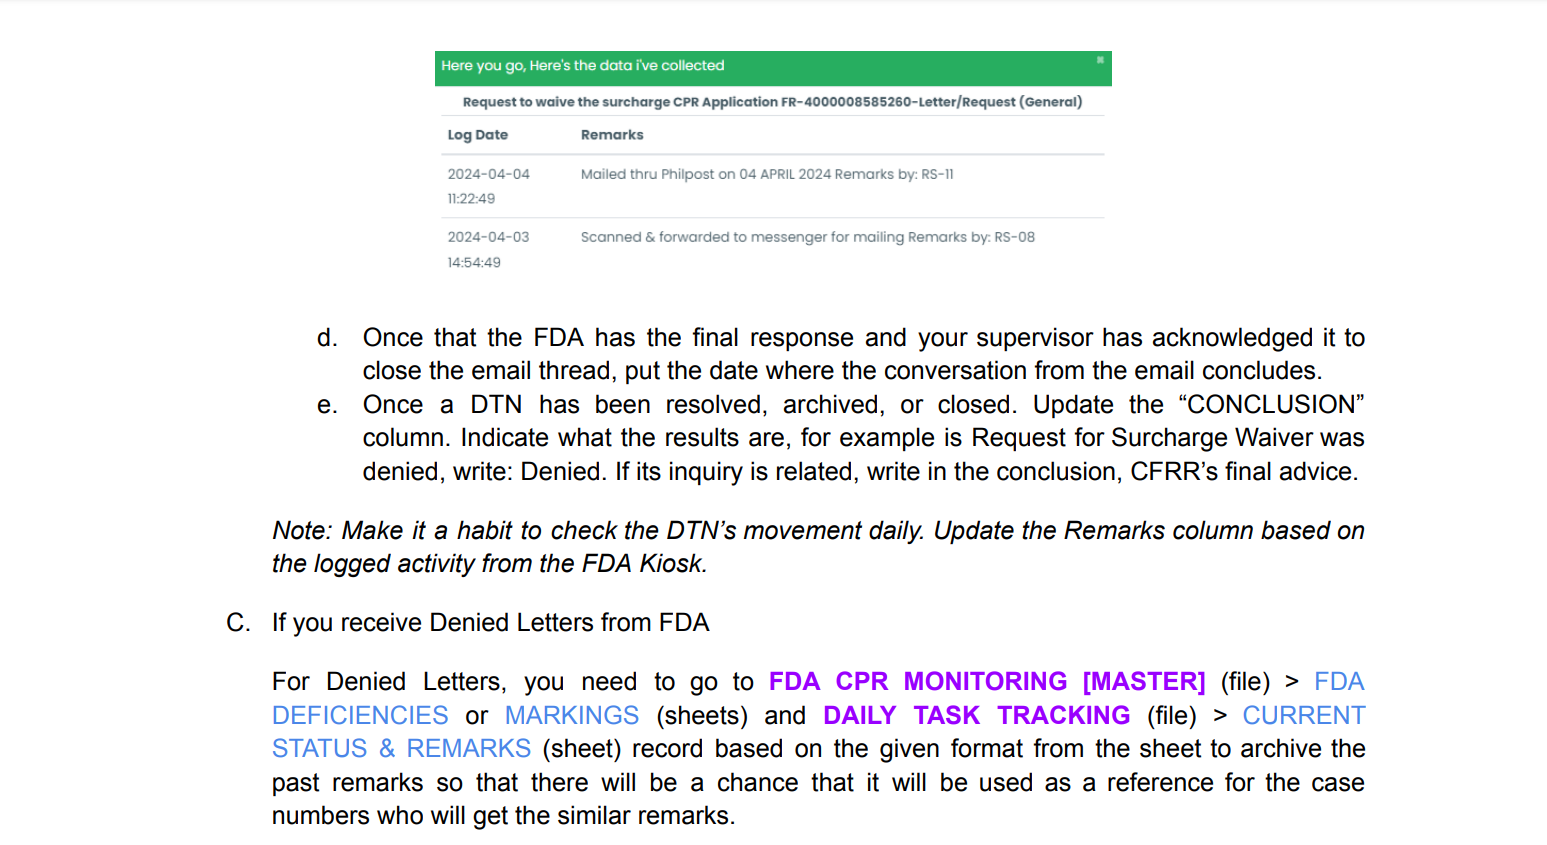 Here you go, Here's the data i've collected
Request to waive the surcharge CPR Application FR-4000008585260-Letter/Request (General)
Log Date Remarks
2024-04-04 Mailed thru Philpost on 04 APRIL 2024 Remarks by: RS-11
11:22:49
2024-04-03 Scanned & forwarded to messenger for mailing Remarks by: RS-08
14:54:49
d. Once that the FDA has the final response and your supervisor has acknowledged it to
close the email thread, put the date where the conversation from the email concludes.
e. Once a DTN has been resolved, archived, or closed. Update the “CONCLUSION”
column. Indicate what the results are, for example is Request for Surcharge Waiver was
denied, write: Denied. If its inquiry is related, write in the conclusion, CFRR’s final advice.
Note: Make it a habit to check the DTN’s movement daily. Update the Remarks column based on
the logged activity from the FDA Kiosk.
C. If you receive Denied Letters from FDA
For Denied Letters, you need to go to FDA CPR MONITORING [MASTER] (file) > FDA
DEFICIENCIES or MARKINGS (sheets) and DAILY TASK TRACKING (file) > CURRENT
STATUS & REMARKS (sheet) record based on the given format from the sheet to archive the
past remarks so that there will be a chance that it will be used as a reference for the case
numbers who will get the similar remarks.